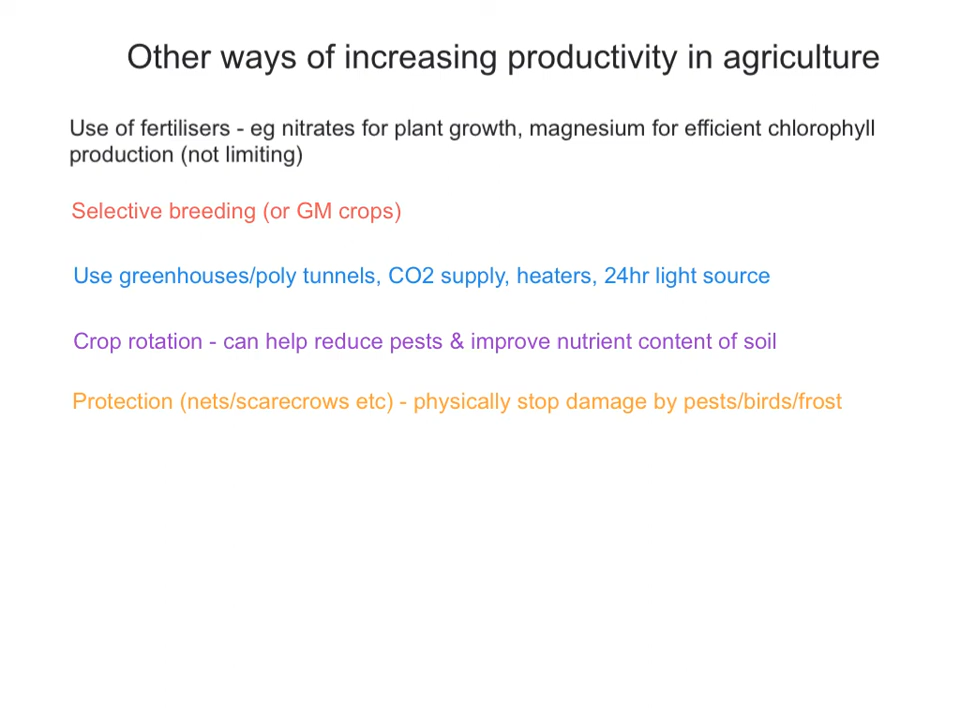 Other ways of increasing productivity in agriculture
Use of fertilisers - eg nitrates for plant growth, magnesium for efficient chlorophyll
production (not limiting)
Selective breeding (or GM crops)
Use greenhouses/poly tunnels, CO2 supply, heaters, 24hr light source
Crop rotation - can help reduce pests & improve nutrient content of soil
Protection (nets/scarecrows etc) - physically stop damage by pests/birds/frost